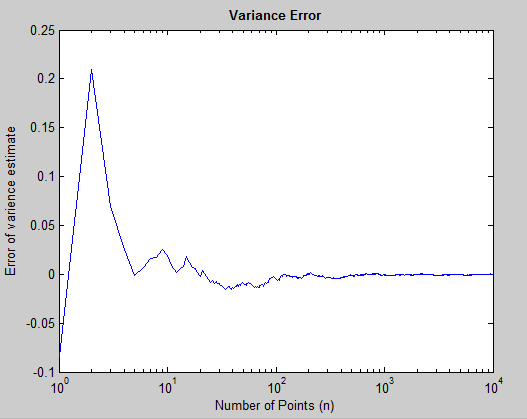 Variance Error
0.25
0.2
0.15
0.1
0.05
0
-0.05
-0.1
Error of varience estimate
10^0 10^1 10^2 10^3 10^4
Number of Points (n)